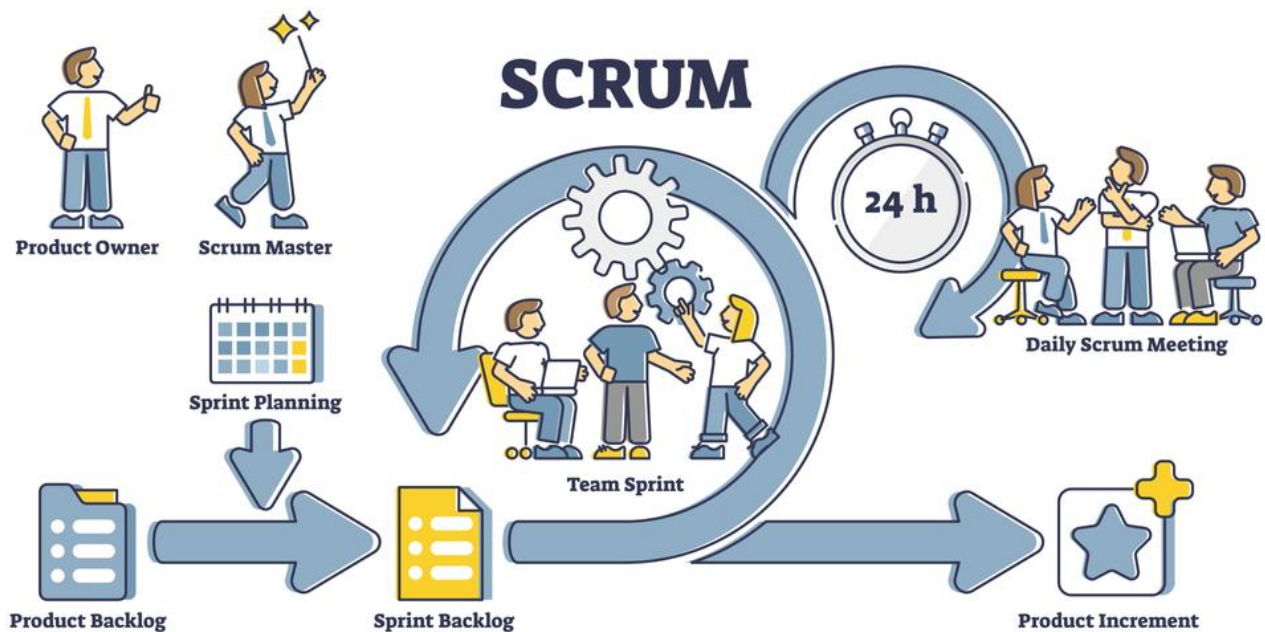 SCRUM
Product Owner
Scrum Master
24 h
Daily Scrum Meeting
Sprint Planning
Team Sprint
Product Backlog
Sprint Backlog
Product Increment